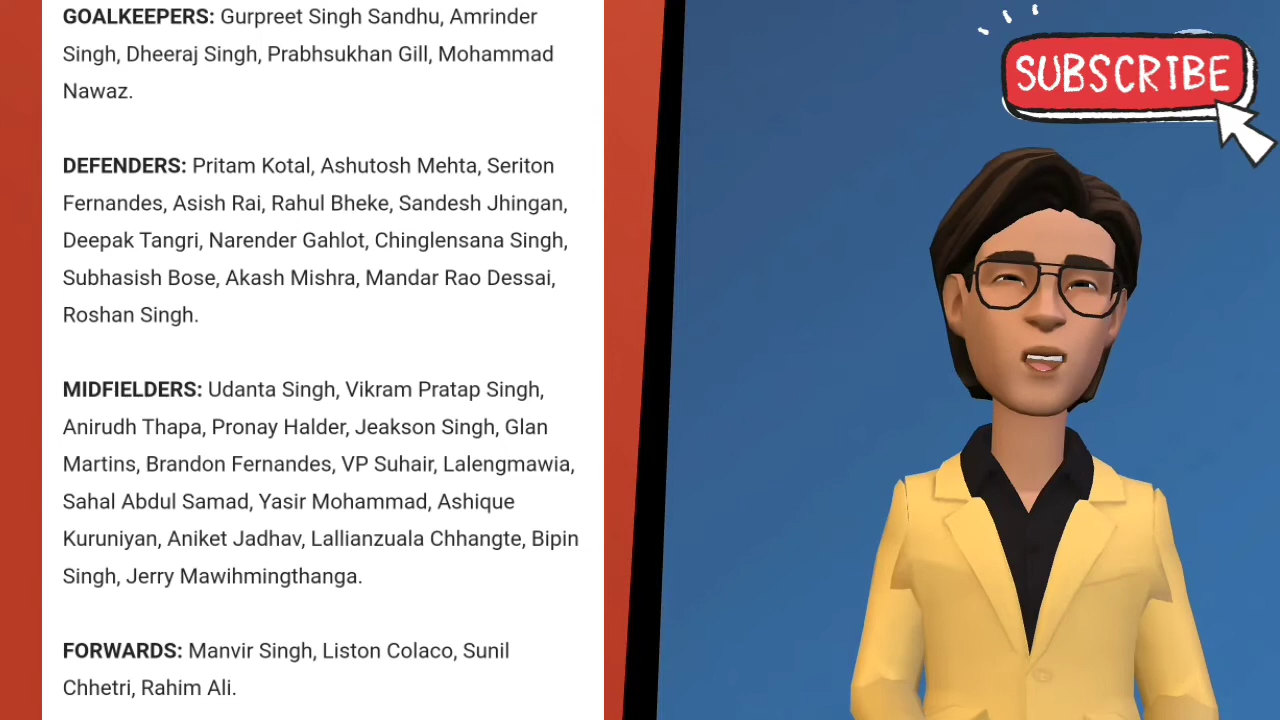 GOALKEEPERS: Gurpreet Singh Sandhu, Amrinder
Singh, Dheeraj Singh, Prabhsukhan Gill, Mohammad
Nawaz.
DEFENDERS: Pritam Kotal, Ashutosh Mehta, Seriton
Fernandes, Asish Rai, Rahul Bheke, Sandesh Jhingan,
Deepak Tangri, Narender Gahlot, Chinglensana Singh,
Subhasish Bose, Akash Mishra, Mandar Rao Dessai,
Roshan Singh.
MIDFIELDERS: Udanta Singh, Vikram Pratap Singh,
Anirudh Thapa, Pronay Halder, Jeakson Singh, Glan
Martins, Brandon Fernandes, VP Suhair, Lalengmawia,
Sahal Abdul Samad, Yasir Mohammad, Ashique
Kuruniyan, Aniket Jadhav, Lallianzuala Chhangte, Bipin
Singh, Jerry Mawihmingthanga.
FORWARDS: Manvir Singh, Liston Colaco, Sunil
Chhetri, Rahim Ali.
SUBSCRIBE